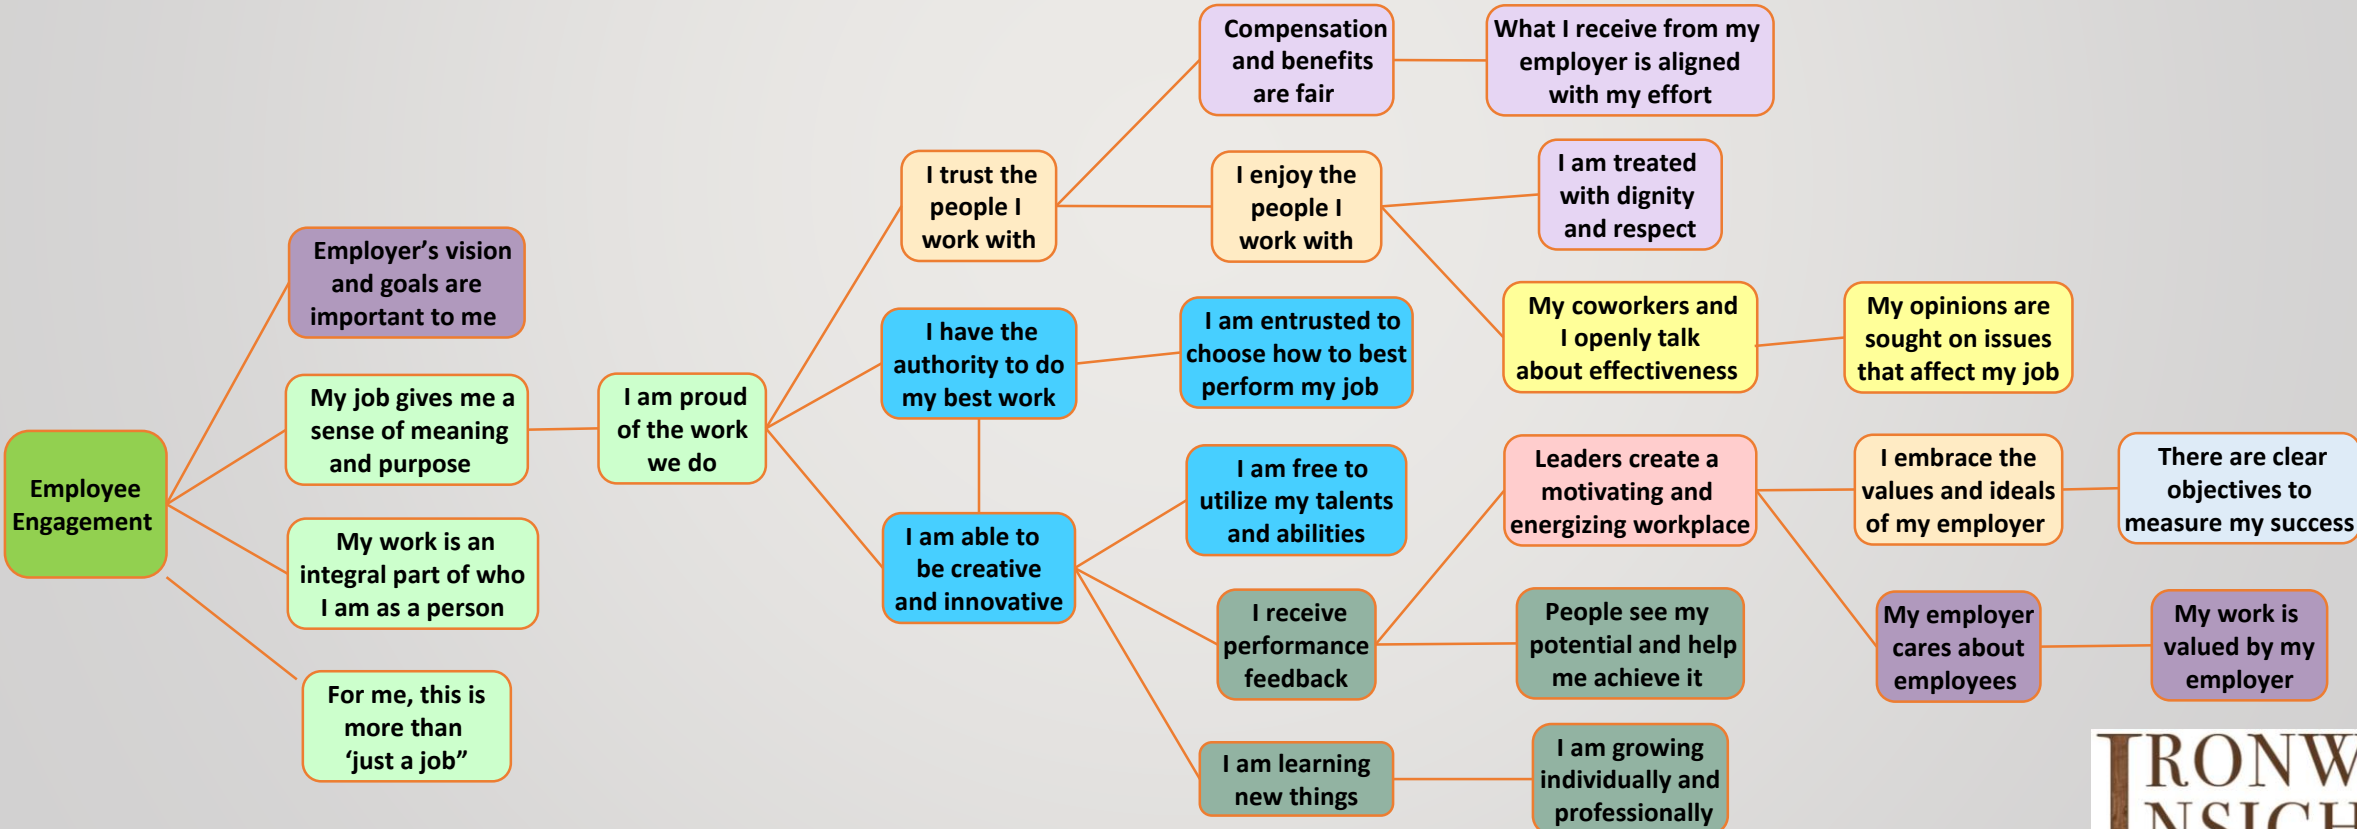 Employee
Engagement
Employer’s vision
and goals are
important to me
My job gives me a
sense of meaning
and purpose
My work is an
integral part of who
I am as a person
For me, this is
more than
‘just a job”
I am proud
of the work
we do
I trust the
people I
work with
I have the
authority to do
my best work
I am able to
be creative
and innovative
Compensation
and benefits
are fair
I enjoy the
people I
work with
I am entrusted to
choose how to best
perform my job
I am free to
utilize my talents
and abilities
I receive
performance
feedback
I am learning
new things
What I receive from my
employer is aligned
with my effort
I am treated
with dignity
and respect
My coworkers and
I openly talk
about effectiveness
Leaders create a
motivating and
energizing workplace
People see my
potential and help
me achieve it
I am growing
individually and
professionally
My opinions are
sought on issues
that affect my job
I embrace the
values and ideals
of my employer
My employer
cares about
employees
There are clear
objectives to
measure my success
My work is
valued by my
employer